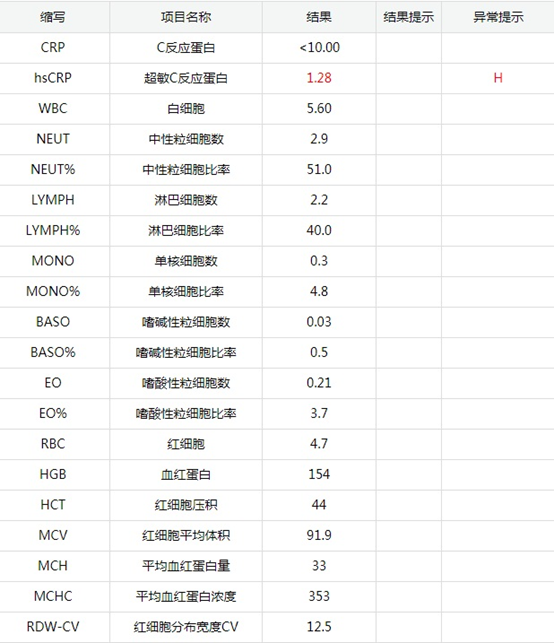 缩写 项目名称 结果 结果提示 异常提示
CRP C反应蛋白 <10.00
hsCRP 超敏C反应蛋白 1.28 H
WBC 白细胞 5.60
NEUT 中性粒细胞数 2.9
NEUT% 中性粒细胞比率 51.0
LYMPH 淋巴细胞数 2.2
LYMPH% 淋巴细胞比率 40.0
MONO 单核细胞数 0.3
MONO% 单核细胞比率 4.8
BASO 嗜碱性粒细胞数 0.03
BASO% 嗜碱性粒细胞比率 0.5
EO 嗜酸性粒细胞数 0.21
EO% 嗜酸性粒细胞比率 3.7
RBC 红细胞 4.7
HGB 血红蛋白 154
HCT 红细胞压积 44
MCV 红细胞平均体积 91.9
MCH 平均血红蛋白量 33
MCHC 平均血红蛋白浓度 353
RDW-CV 红细胞分布宽度CV 12.5